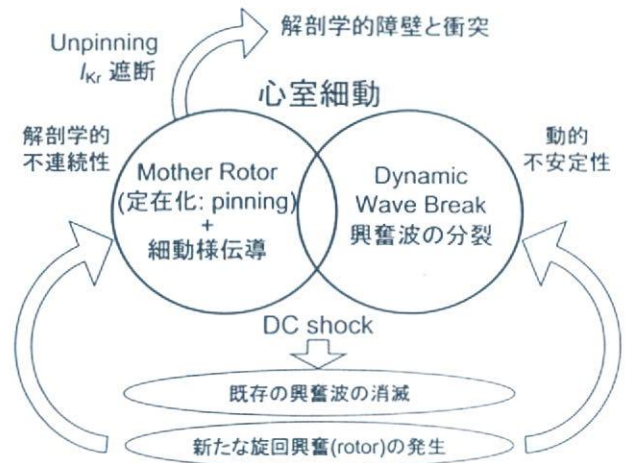 Unpinning
I_Kr 遮断
解剖学的障壁と衝突
心室細動
解剖学的
不連続性
動的
不安定性
Mother Rotor
(定在化: pinning)
+
細動様伝導
Dynamic
Wave Break
興奮波の分裂
DC shock
既存の興奮波の消滅
新たな旋回興奮(rotor)の発生